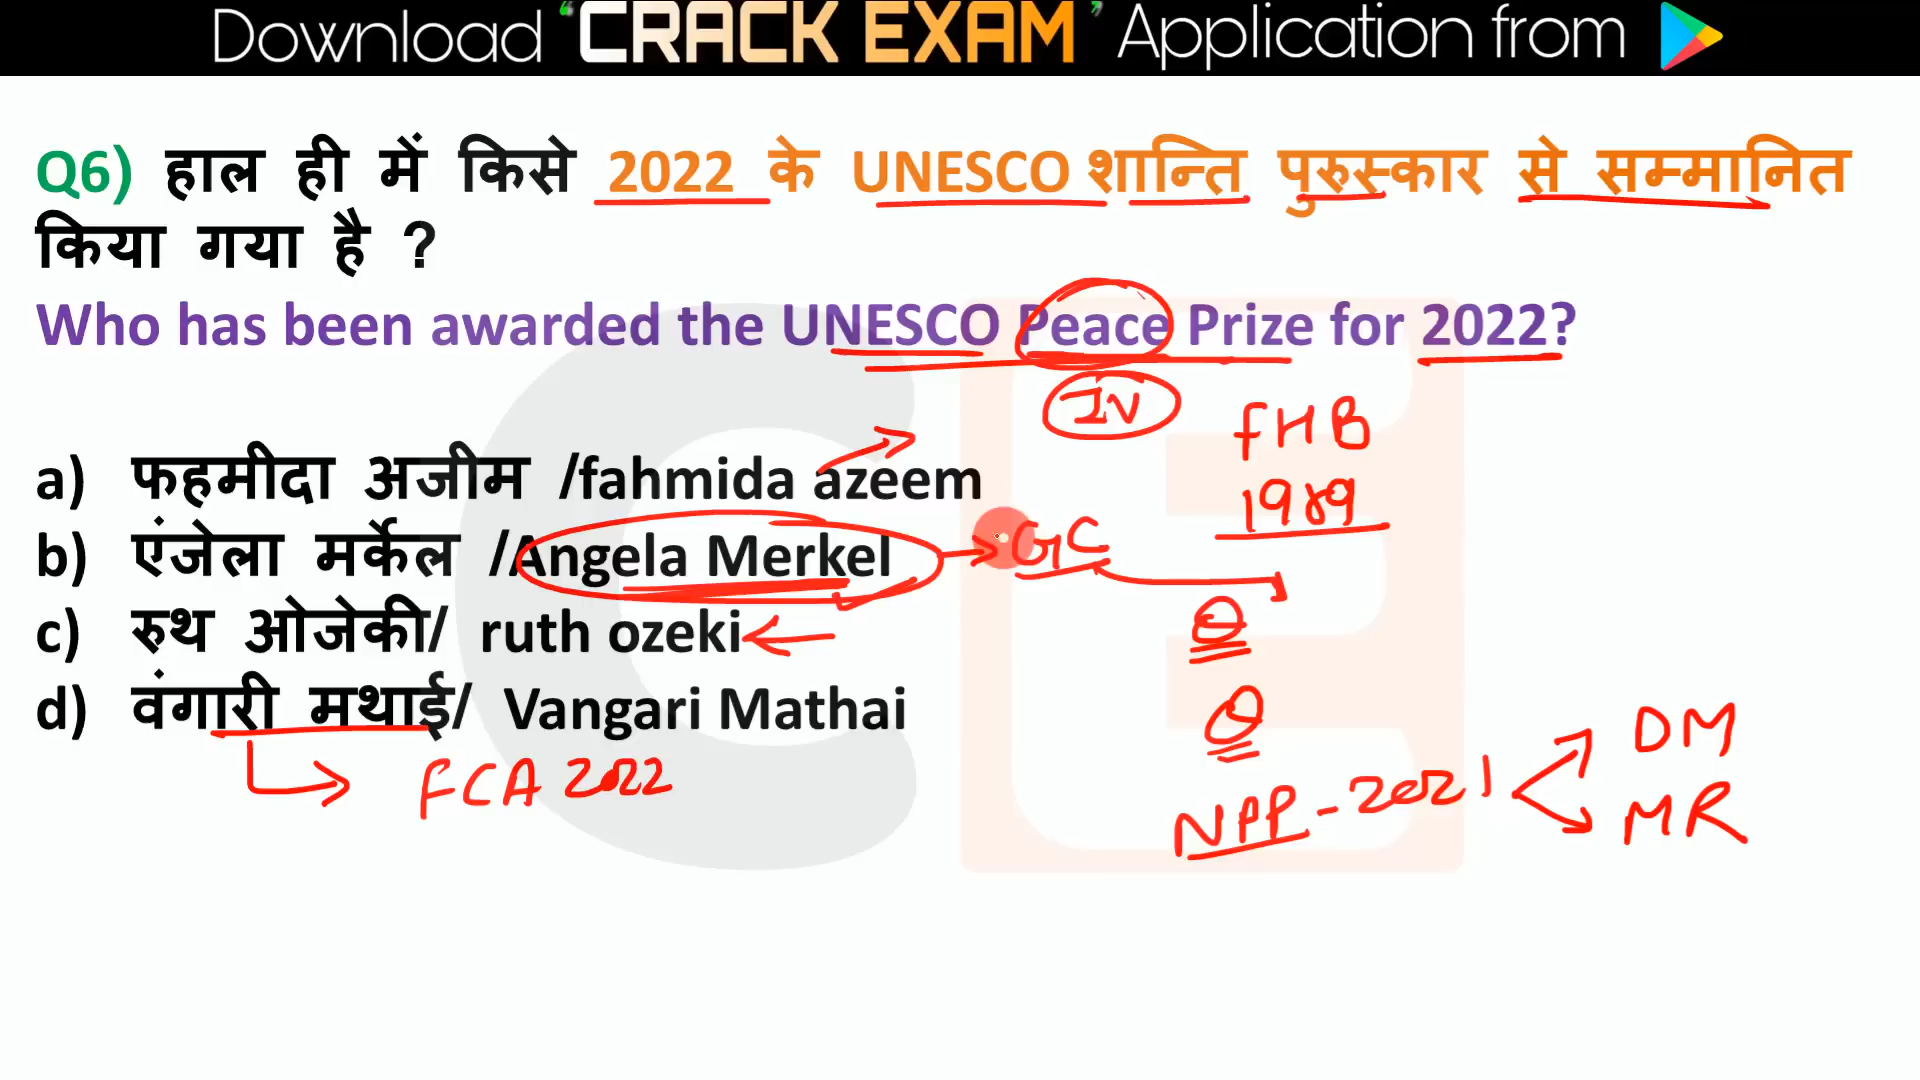 Download ‘CRACK EXAM’ Application from
Q6) हाल ही में किसे 2022 के UNESCO शान्ति पुरुस्कार से सम्मानित
किया गया है ?
Who has been awarded the UNESCO Peace Prize for 2022?
IV
FHB
1989
a) फहमीदा अजीम /fahmida azeem
b) एंजेला मर्केल /Angela Merkel
GC
c) रुथ ओजेकी/ ruth ozeki
d) वंगारी मथाई/ Vangari Mathai
FCA 2022
NPP-2021
DM
MR